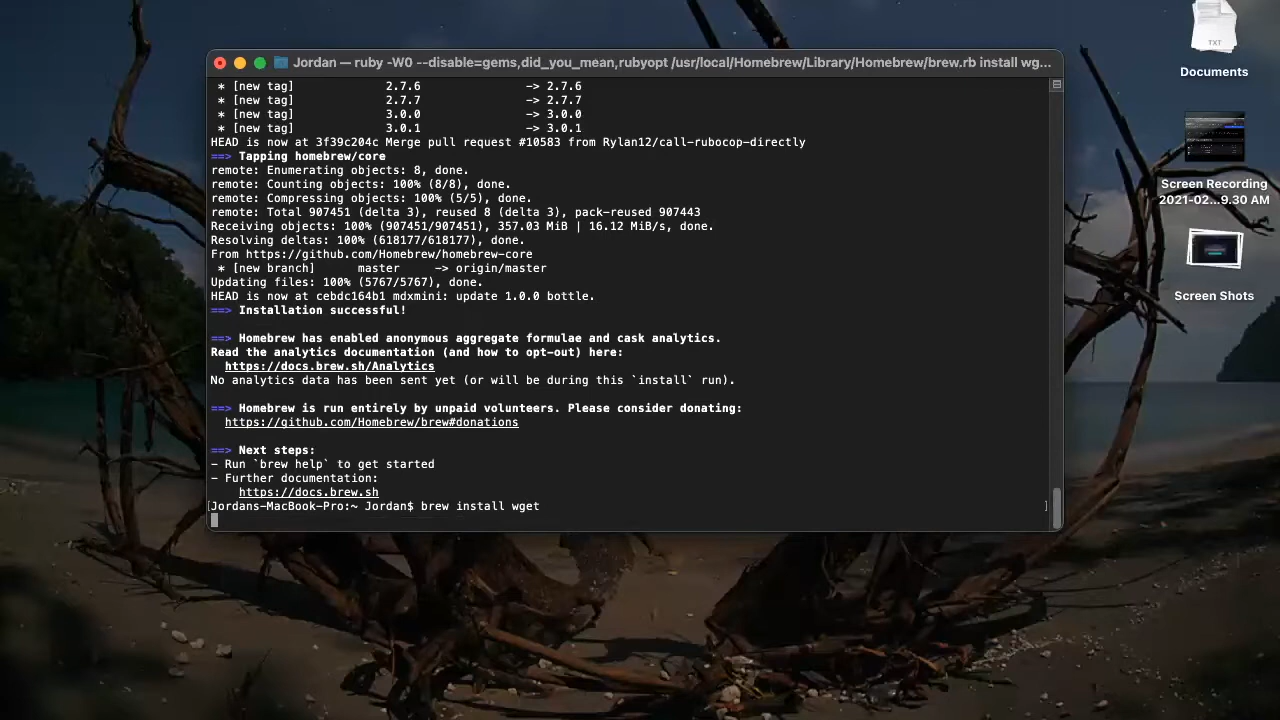 Jordan — ruby -W0 --disable=gems,did_you_mean,rubyopt /usr/local/Homebrew/Library/Homebrew/brew.rb install wg...
* [new tag] 2.7.6 -> 2.7.6
* [new tag] 2.7.7 -> 2.7.7
* [new tag] 3.0.0 -> 3.0.0
* [new tag] 3.0.1 -> 3.0.1
HEAD is now at 3f39c204c Merge pull request #10583 from Rylan12/call-rubocop-directly
==> Tapping homebrew/core
remote: Enumerating objects: 8, done.
remote: Counting objects: 100% (8/8), done.
remote: Compressing objects: 100% (5/5), done.
remote: Total 907451 (delta 3), reused 8 (delta 3), pack-reused 907443
Receiving objects: 100% (907451/907451), 357.03 MiB | 16.12 MiB/s, done.
Resolving deltas: 100% (618177/618177), done.
From https://github.com/Homebrew/homebrew-core
* [new branch] master -> origin/master
Updating files: 100% (5767/5767), done.
HEAD is now at cebdc164b1 mdxmini: update 1.0.0 bottle.
==> Installation successful!
==> Homebrew has enabled anonymous aggregate formulae and cask analytics.
Read the analytics documentation (and how to opt-out) here:
https://docs.brew.sh/Analytics
No analytics data has been sent yet (or will be during this `install` run).
==> Homebrew is run entirely by unpaid volunteers. Please consider donating:
https://github.com/Homebrew/brew#donations
==> Next steps:
- Run `brew help` to get started
- Further documentation:
https://docs.brew.sh
[Jordans-MacBook-Pro:~ Jordan$ brew install wget ]
TXT
Documents
Screen Recording
2021-02...9.30 AM
Screen Shots